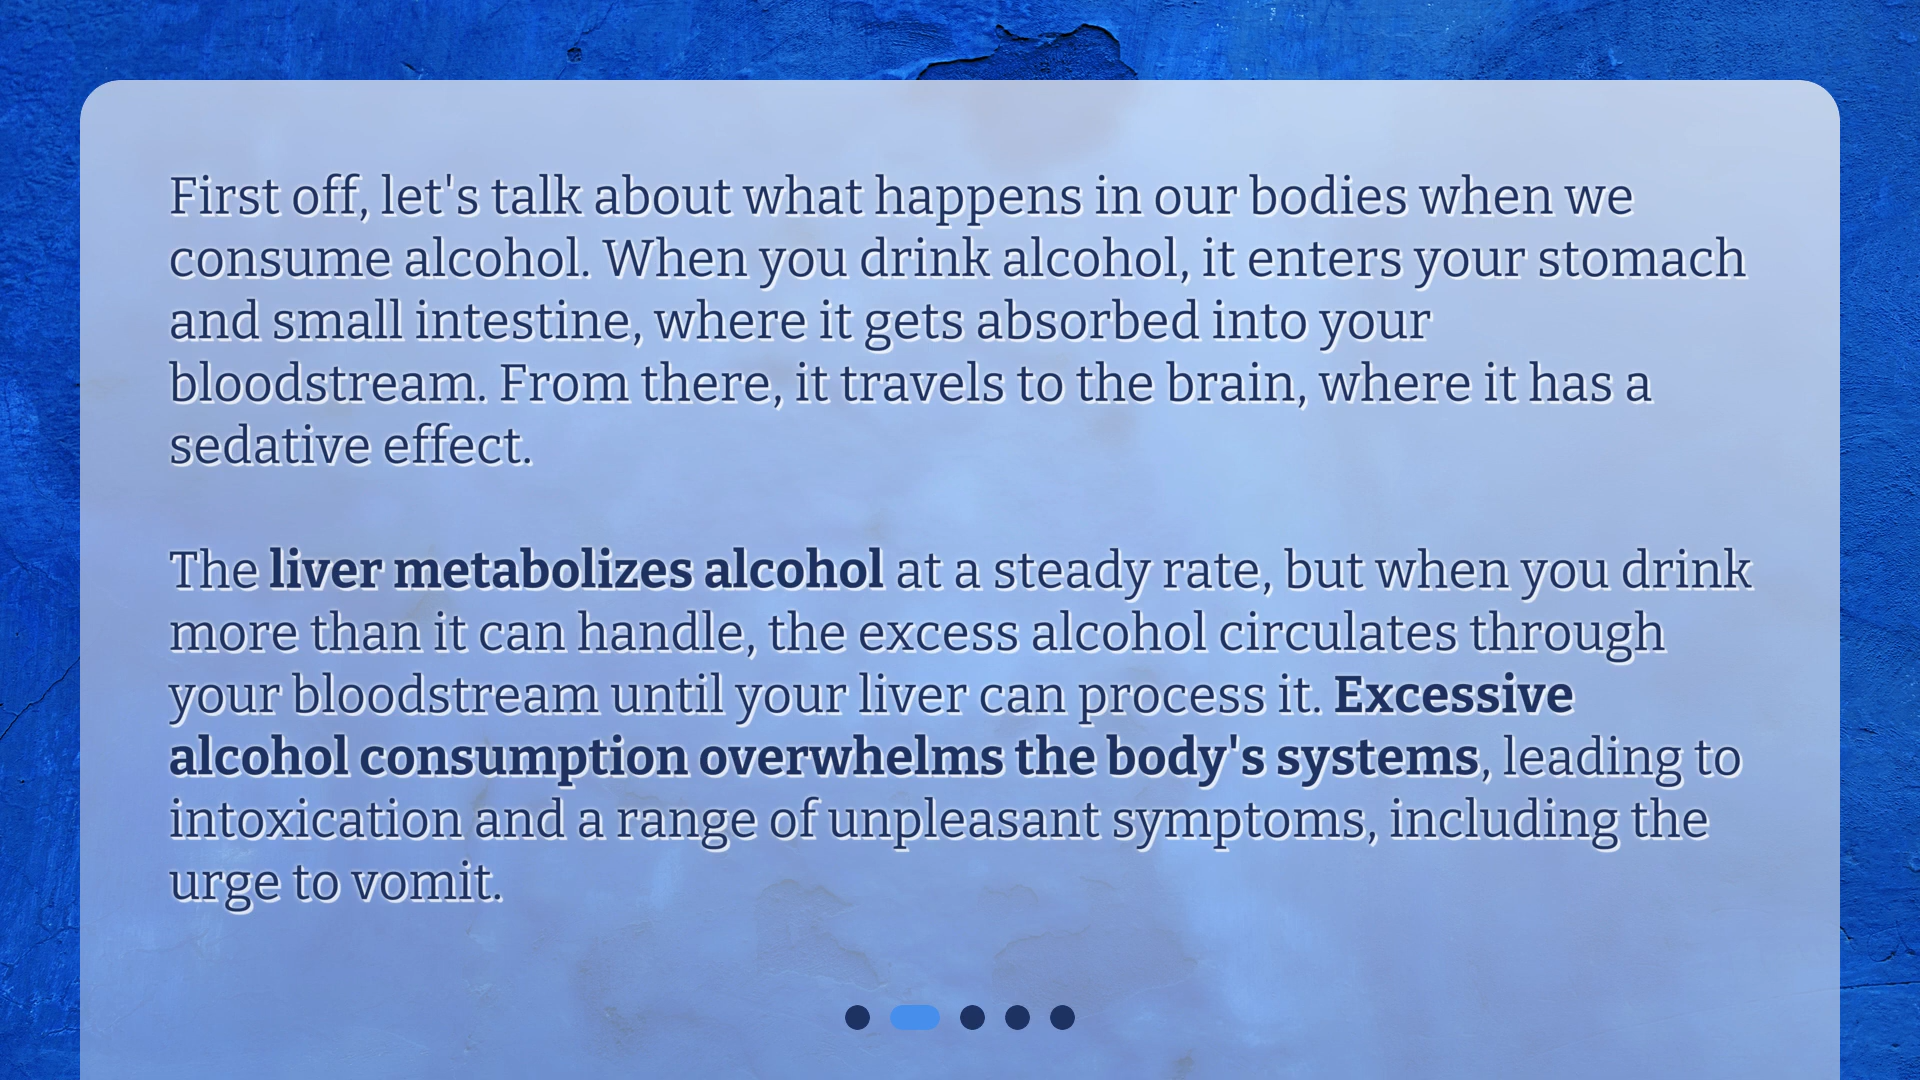 First off, let's talk about what happens in our bodies when we
consume alcohol. When you drink alcohol, it enters your stomach
and small intestine, where it gets absorbed into your
bloodstream. From there, it travels to the brain, where it has a
sedative effect.
The liver metabolizes alcohol at a steady rate, but when you drink
more than it can handle, the excess alcohol circulates through
your bloodstream until your liver can process it. Excessive
alcohol consumption overwhelms the body's systems, leading to
intoxication and a range of unpleasant symptoms, including the
urge to vomit.